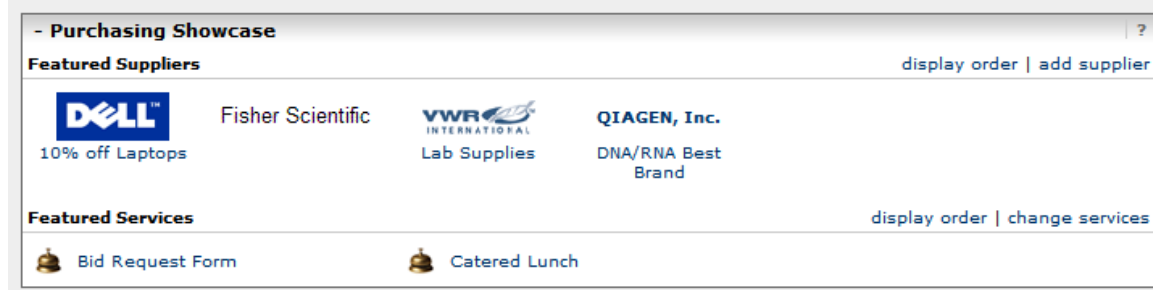 - Purchasing Showcase ?
Featured Suppliers display order | add supplier
DELL™ Fisher Scientific VWR INTERNATIONAL QIAGEN, Inc.
10% off Laptops Lab Supplies DNA/RNA Best Brand
Featured Services display order | change services
Bid Request Form Catered Lunch